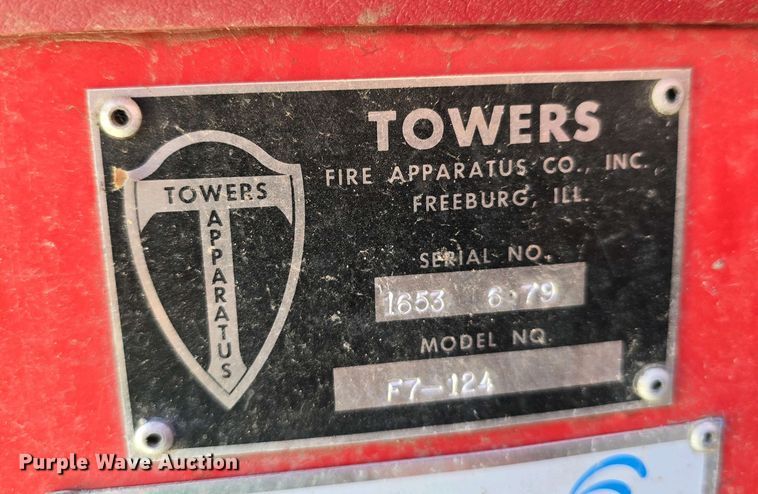 TOWERS
FIRE APPARATUS CO., INC.
FREEBURG, ILL.
TOWERS
APPARATUS
SERIAL NO.
1653 6-79
MODEL NO.
F7-124
Purple Wave Auction